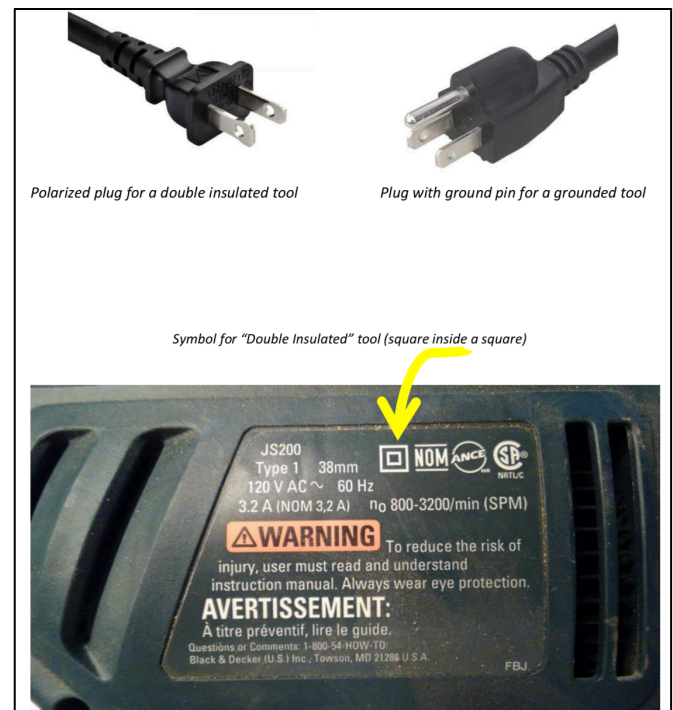 Polarized plug for a double insulated tool
Plug with ground pin for a grounded tool
Symbol for “Double Insulated” tool (square inside a square)
JS200
Type 1 38mm
120 V AC ~ 60 Hz
3.2 A (NOM 3,2 A) n₀ 800-3200/min (SPM)
NOM ANCE ®
NRTL/C
WARNING To reduce the risk of
injury, user must read and understand
instruction manual. Always wear eye protection.
AVERTISSEMENT:
À titre préventif, lire le guide.
Questions or Comments: 1-800-54-HOW-TO
Black & Decker (U.S.) Inc., Towson, MD 21286 U.S.A.
FBJ